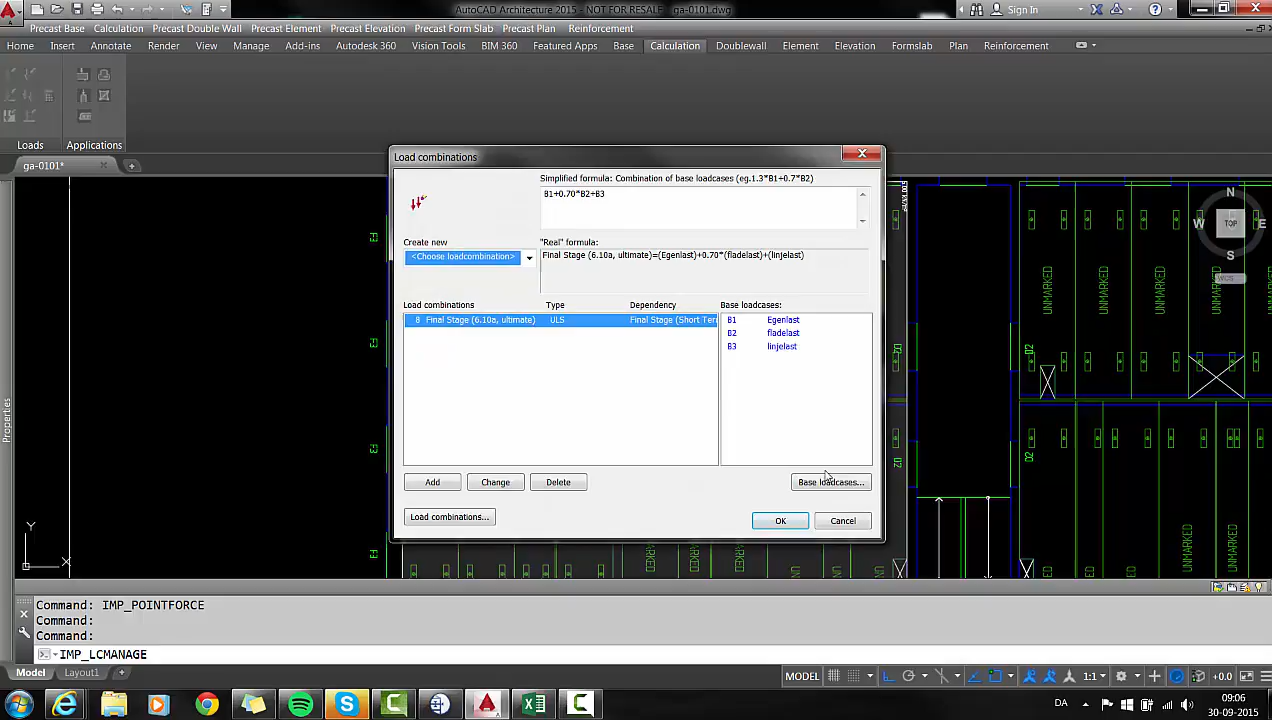 AutoCAD Architecture 2015 - NOT FOR RESALE ga-0101.dwg
Sign In
Precast Base Calculation Precast Double Wall Precast Element Precast Elevation Precast Form Slab Precast Plan Reinforcement
Home Insert Annotate Render View Manage Add-ins Autodesk 360 Vision Tools BIM 360 Featured Apps Base Calculation Doublewall Element Elevation Formslab Plan Reinforcement
Loads Applications
ga-0101*
Load combinations
Simplified formula: Combination of base loadcases (eg.1.3*B1+0.7*B2)
B1+0.70*B2+B3
Create new
<Choose loadcombination>
"Real" formula:
Final Stage (6.10a, ultimate)=(Egenlast)+0.70*(fladelast)+(linjelast)
Load combinations Type Dependency Base loadcases:
8 Final Stage (6.10a, ultimate) ULS Final Stage (Short Ter
B1 Egenlast
B2 fladelast
B3 linjelast
Add Change Delete Base loadcases...
Load combinations... OK Cancel
N
W TOP E
S
WCS
UNMARKED UNMARKED
UNMARKED UNMARKED
Y
X
Properties
Command: IMP_POINTFORCE
Command:
Command:
IMP_LCMANAGE
Model Layout1
MODEL 1:1 +0.0
DA
09:06
30-09-2015